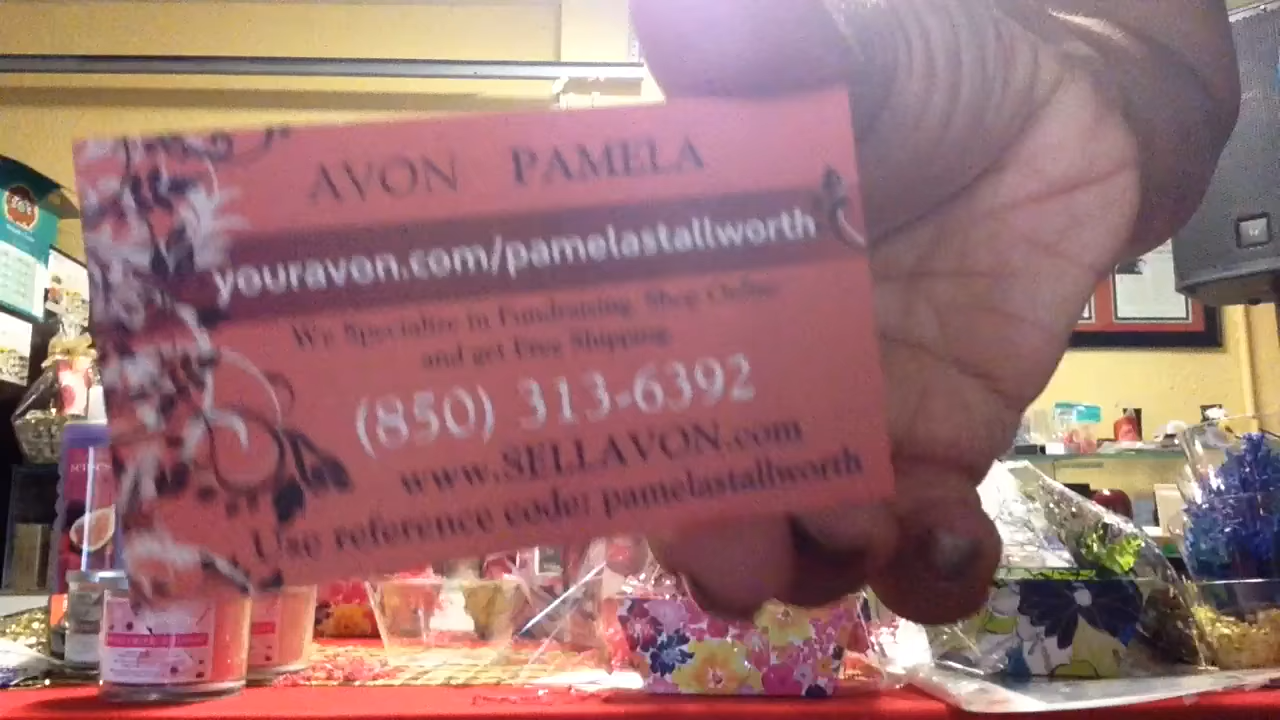 AVON PAMELA
youravon.com/pamelastallworth
We Specialize in Fundraising. Shop Online
and get Free Shipping.
(850) 313-6392
www.SELLAVON.com
Use reference code: pamelastallworth